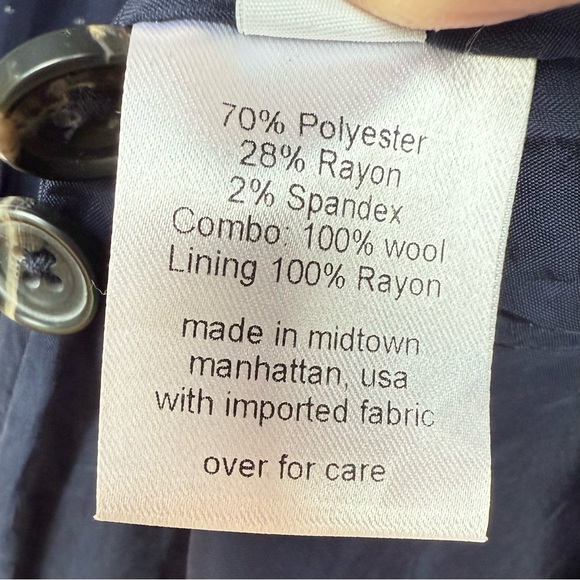 70% Polyester
28% Rayon
2% Spandex
Combo: 100% wool
Lining 100% Rayon
made in midtown
manhattan, usa
with imported fabric
over for care